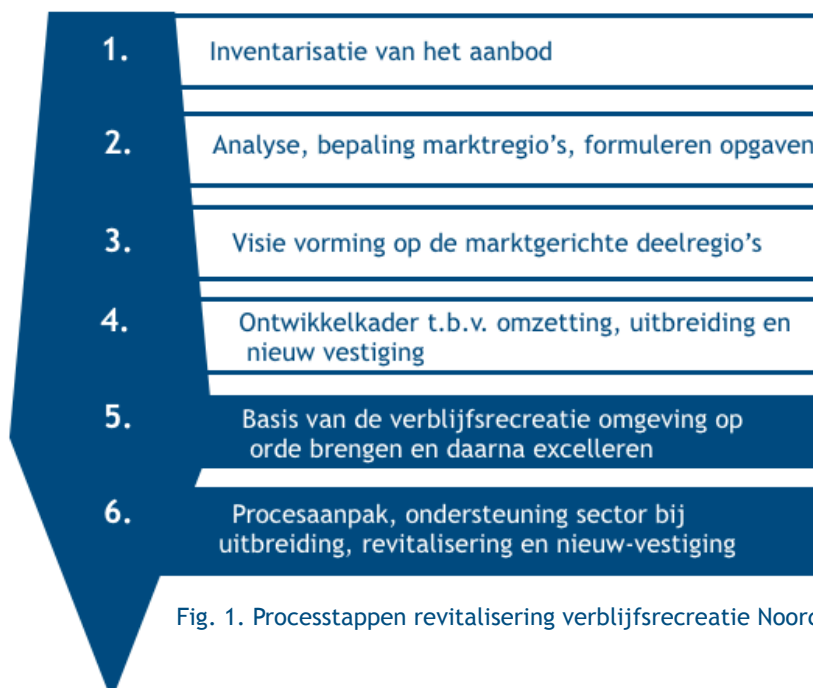 1. Inventarisatie van het aanbod
2. Analyse, bepaling marktregio's, formuleren opgaven
3. Visie vorming op de marktgerichte deelregio's
4. Ontwikkelkader t.b.v. omzetting, uitbreiding en
nieuw vestiging
5. Basis van de verblijfsrecreatie omgeving op
orde brengen en daarna excelleren
6. Procesaanpak, ondersteuning sector bij
uitbreiding, revitalisering en nieuw-vestiging
Fig. 1. Processtappen revitalisering verblijfsrecreatie Noord